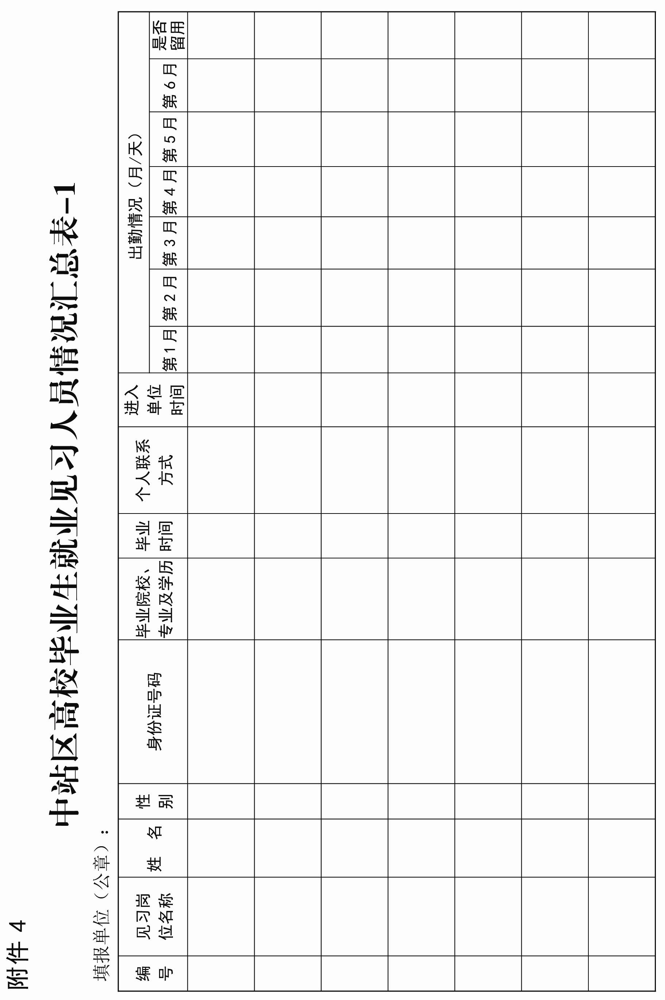 附件 4
中站区高校毕业生就业见习人员情况汇总表-1
填报单位（公章）：
编
号
见习岗
位名称
姓 名
性
别
身份证号码
毕业院校、
专业及学历
毕业
时间
个人联系
方式
进入
单位
时间
出勤情况（月/天）
第1月
第2月
第3月
第4月
第5月
第6月
是否
留用